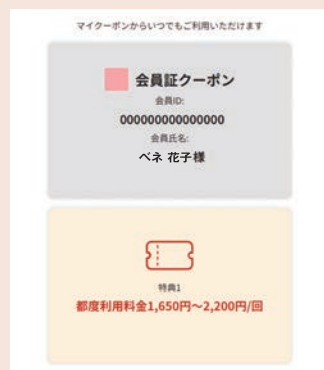 マイクーポンからいつでもご利用いただけます
会員証クーポン
会員ID:
000000000000000
会員氏名:
ベネ 花子様
特典1
都度利用料金1,650円～2,200円/回